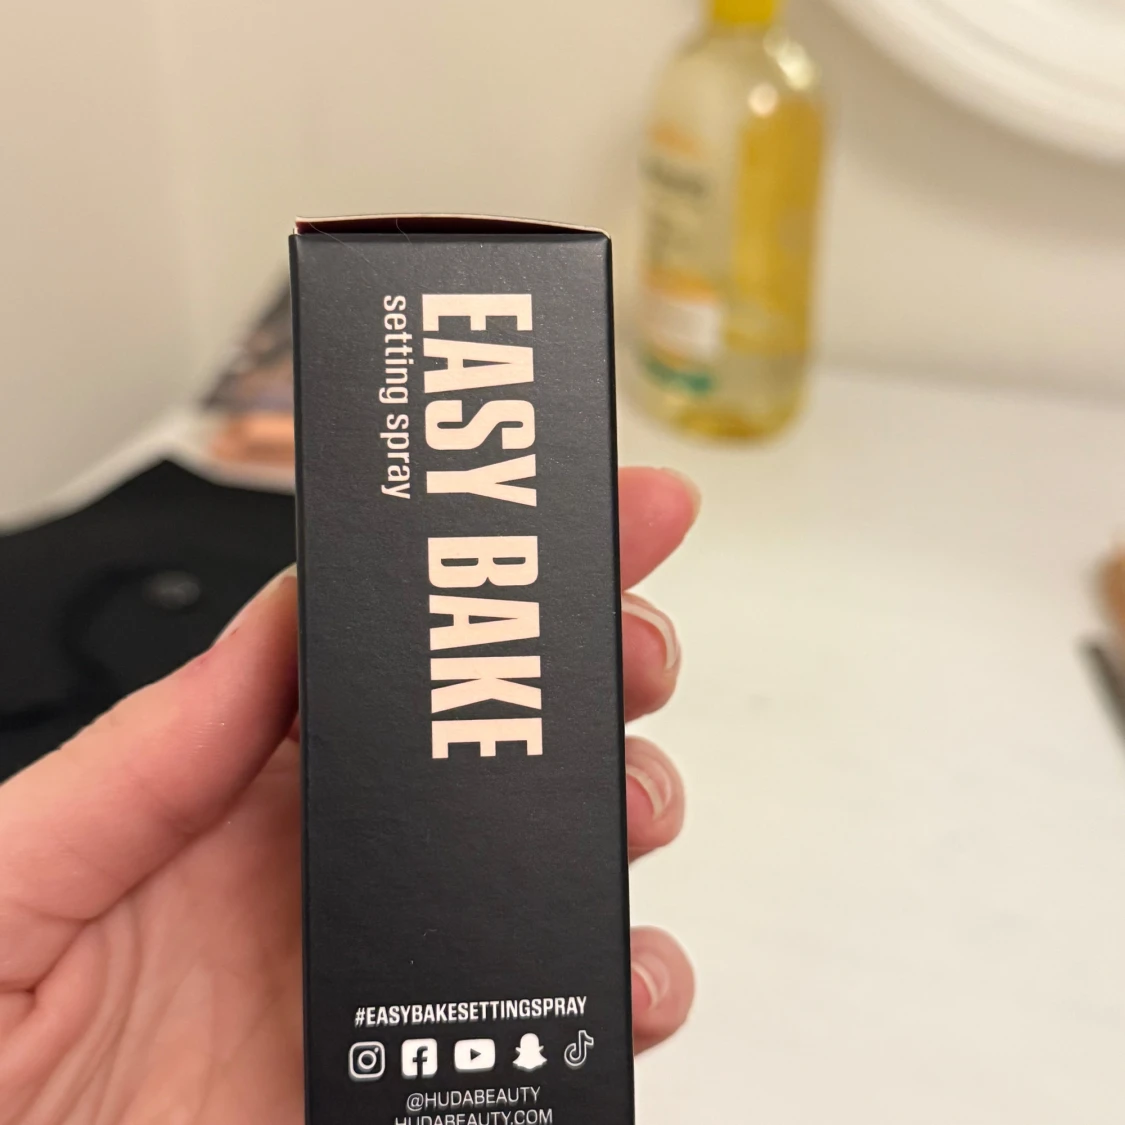 EASY BAKE
setting spray
#EASYBAKESETTINGSPRAY
@HUDABEAUTY
HUDABEAUTY.COM